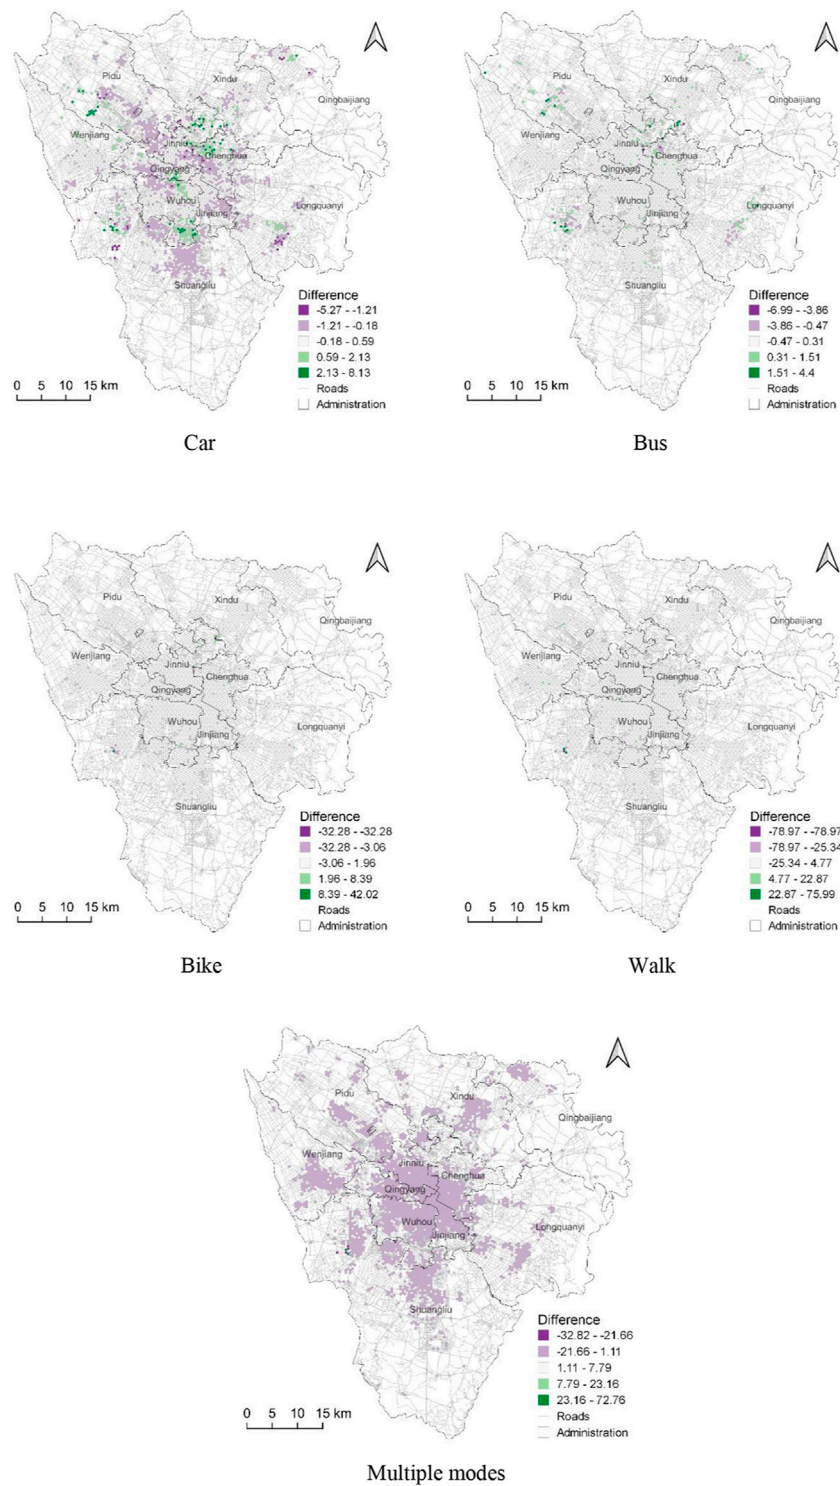 Pidu
Xindu
Qingbaijiang
Wenjiang
Jinniu
Chenghua
Qingyang
Wuhou
Jinjiang
Longquanyi
Shuangliu
Difference
-5.27 - -1.21
-1.21 - -0.18
-0.18 - 0.59
0.59 - 2.13
2.13 - 8.13
Roads
Administration
0 5 10 15 km
Car
Pidu
Xindu
Qingbaijiang
Wenjiang
Jinniu
Chenghua
Qingyang
Wuhou
Jinjiang
Longquanyi
Shuangliu
Difference
-6.99 - -3.86
-3.86 - -0.47
-0.47 - 0.31
0.31 - 1.51
1.51 - 4.4
Roads
Administration
0 5 10 15 km
Bus
Pidu
Xindu
Qingbaijiang
Wenjiang
Jinniu
Chenghua
Qingyang
Wuhou
Jinjiang
Longquanyi
Shuangliu
Difference
-32.28 - -32.28
-32.28 - -3.06
-3.06 - 1.96
1.96 - 8.39
8.39 - 42.02
Roads
Administration
0 5 10 15 km
Bike
Pidu
Xindu
Qingbaijiang
Wenjiang
Jinniu
Chenghua
Qingyang
Wuhou
Jinjiang
Longquanyi
Shuangliu
Difference
-78.97 - -78.97
-78.97 - -25.34
-25.34 - 4.77
4.77 - 22.87
22.87 - 75.99
Roads
Administration
0 5 10 15 km
Walk
Pidu
Xindu
Qingbaijiang
Wenjiang
Jinniu
Chenghua
Qingyang
Wuhou
Jinjiang
Longquanyi
Shuangliu
Difference
-32.82 - -21.66
-21.66 - 1.11
1.11 - 7.79
7.79 - 23.16
23.16 - 72.76
Roads
Administration
0 5 10 15 km
Multiple modes